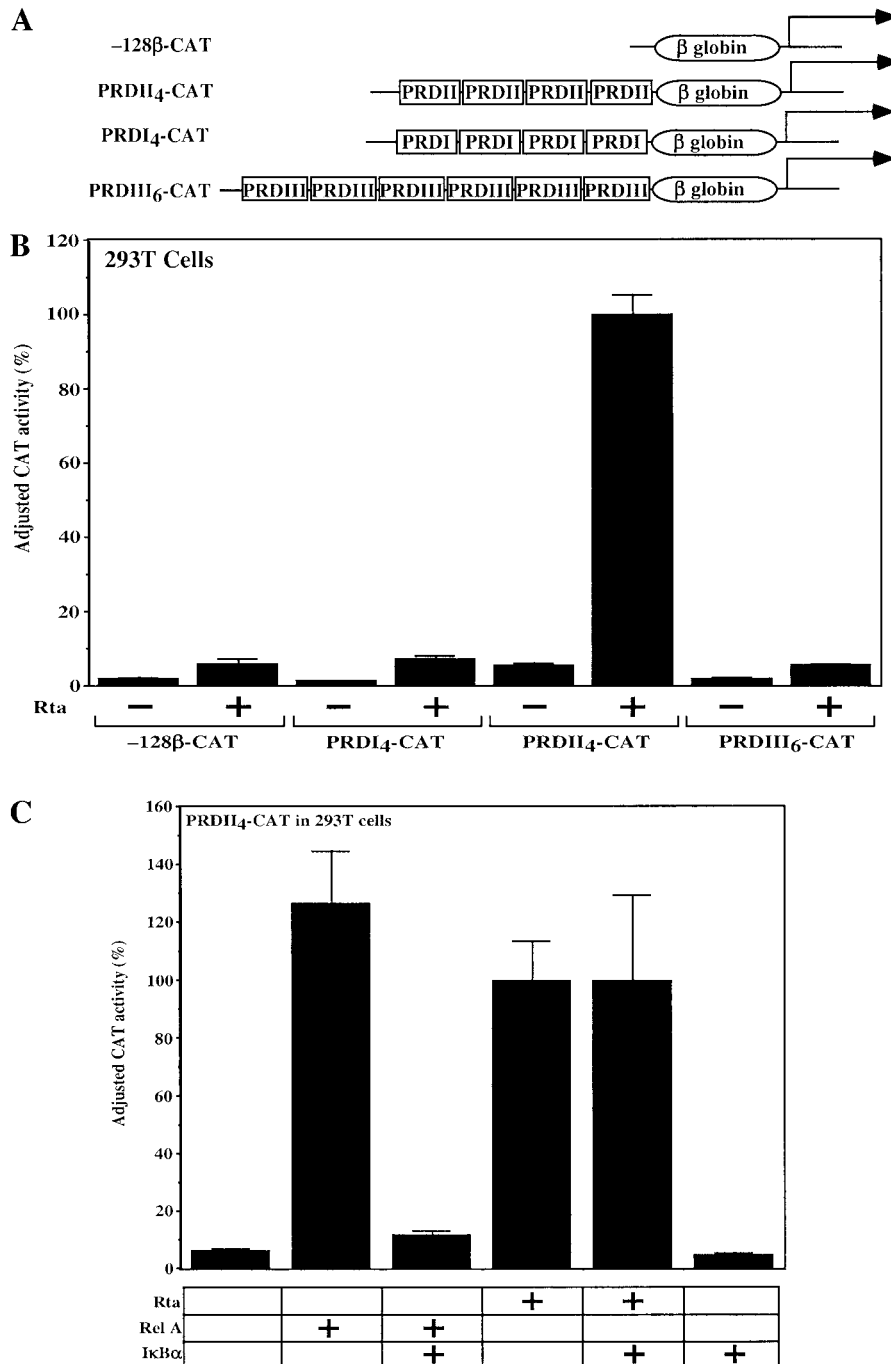 A
–128β-CAT
β globin
PRDII4-CAT
PRDII PRDII PRDII PRDII β globin
PRDI4-CAT
PRDI PRDI PRDI PRDI β globin
PRDIII6-CAT
PRDIII PRDIII PRDIII PRDIII PRDIII PRDIII β globin
B
293T Cells
Adjusted CAT activity (%)
120
100
80
60
40
20
0
Rta − + − + − + − +
–128β-CAT PRDI4-CAT PRDII4-CAT PRDIII6-CAT
C
PRDII4-CAT in 293T cells
Adjusted CAT activity (%)
160
140
120
100
80
60
40
20
0
Rta + +
Rel A + +
IκBα + + +